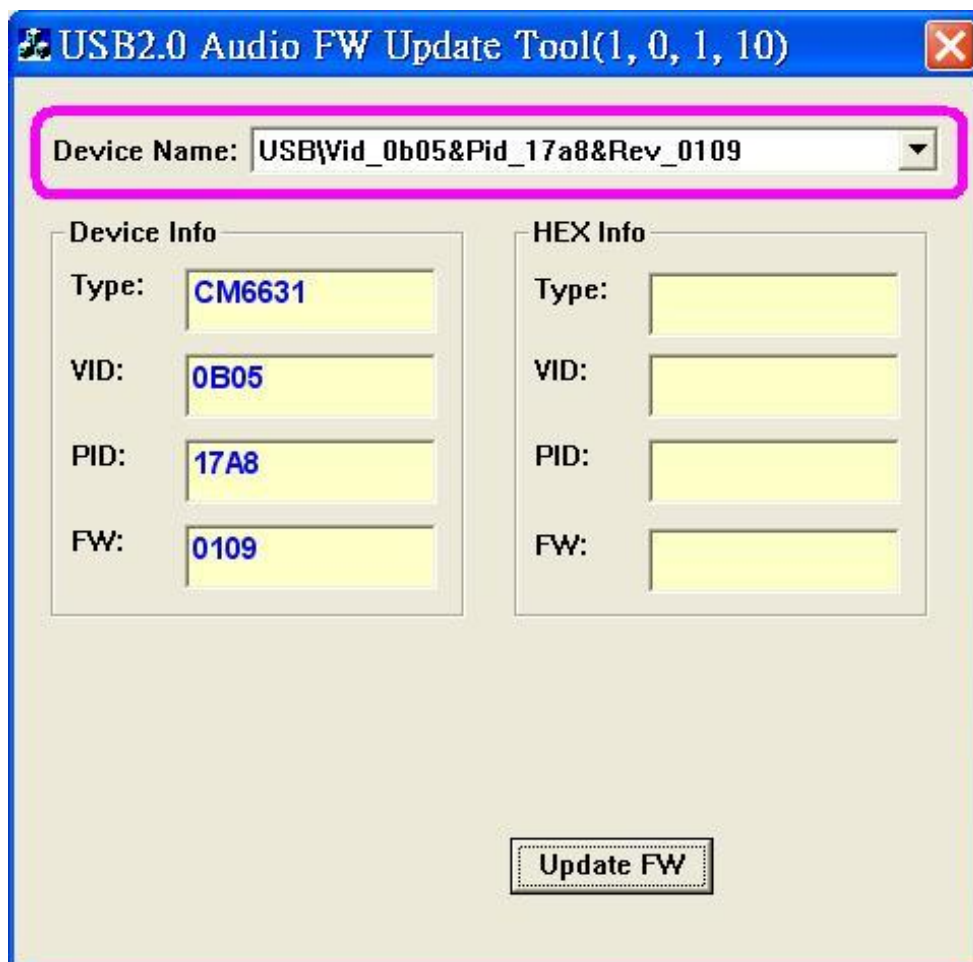 USB2.0 Audio FW Update Tool(1, 0, 1, 10)
Device Name: USB\Vid_0b05&Pid_17a8&Rev_0109
Device Info
Type: CM6631
VID: 0B05
PID: 17A8
FW: 0109
HEX Info
Type:
VID:
PID:
FW:
Update FW